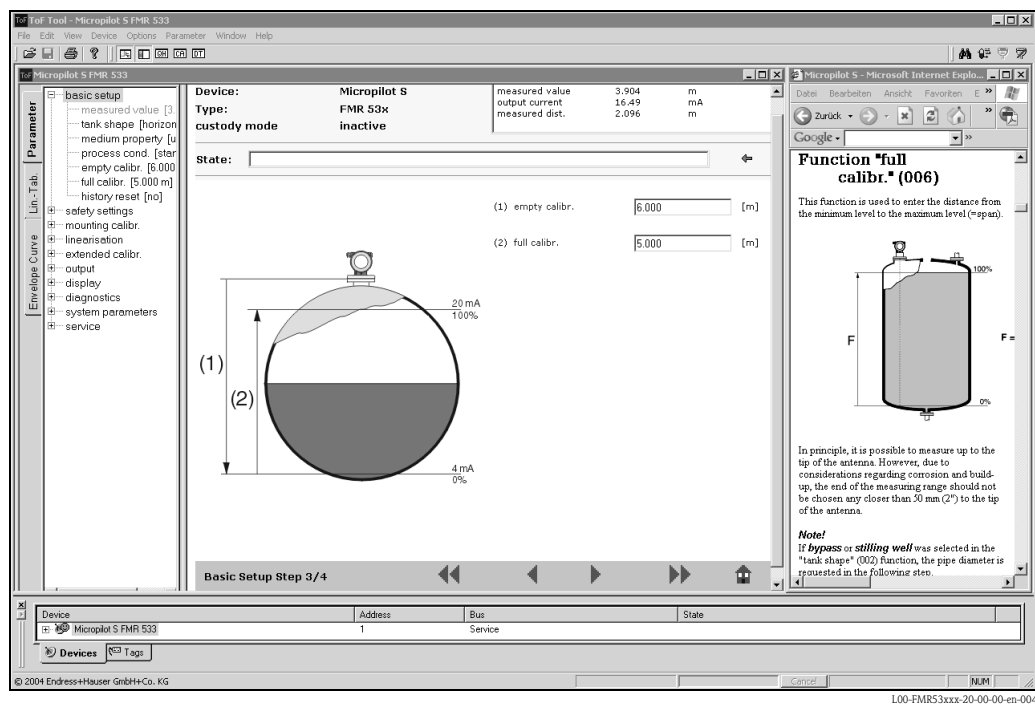 ToF Tool - Micropilot S FMR 533
File Edit View Device Options Parameter Window Help
Micropilot S FMR 533
Parameter
Lin.-Tab.
Envelope Curve
basic setup
measured value [3.
tank shape [horizon
medium property [u
process cond. [star
empty calibr. [6.000
full calibr. [5.000 m]
history reset [no]
safety settings
mounting calibr.
linearisation
extended calibr.
output
display
diagnostics
system parameters
service
Device: Micropilot S
Type: FMR 53x
custody mode inactive
measured value 3.904 m
output current 16.49 mA
measured dist. 2.096 m
State:
(1) empty calibr. 6.000 [m]
(2) full calibr. 5.000 [m]
20 mA
100%
(1)
(2)
4 mA
0%
Basic Setup Step 3/4
Micropilot S - Microsoft Internet Explo...
Datei Bearbeiten Ansicht Favoriten E »
Zurück »
Google »
Function "full
calibr." (006)
This function is used to enter the distance from
the minimum level to the maximum level (=span).
100%
F
F =
0%
In principle, it is possible to measure up to the
tip of the antenna. However, due to
considerations regarding corrosion and build-
up, the end of the measuring range should not
be chosen any closer than 50 mm (2") to the tip
of the antenna.
Note!
If bypass or stilling well was selected in the
"tank shape" (002) function, the pipe diameter is
requested in the following step.
Device Address Bus State
Micropilot S FMR 533 1 Service
Devices Tags
© 2004 Endress+Hauser GmbH+Co. KG
Cancel
NUM
L00-FMR53xxx-20-00-00-en-004